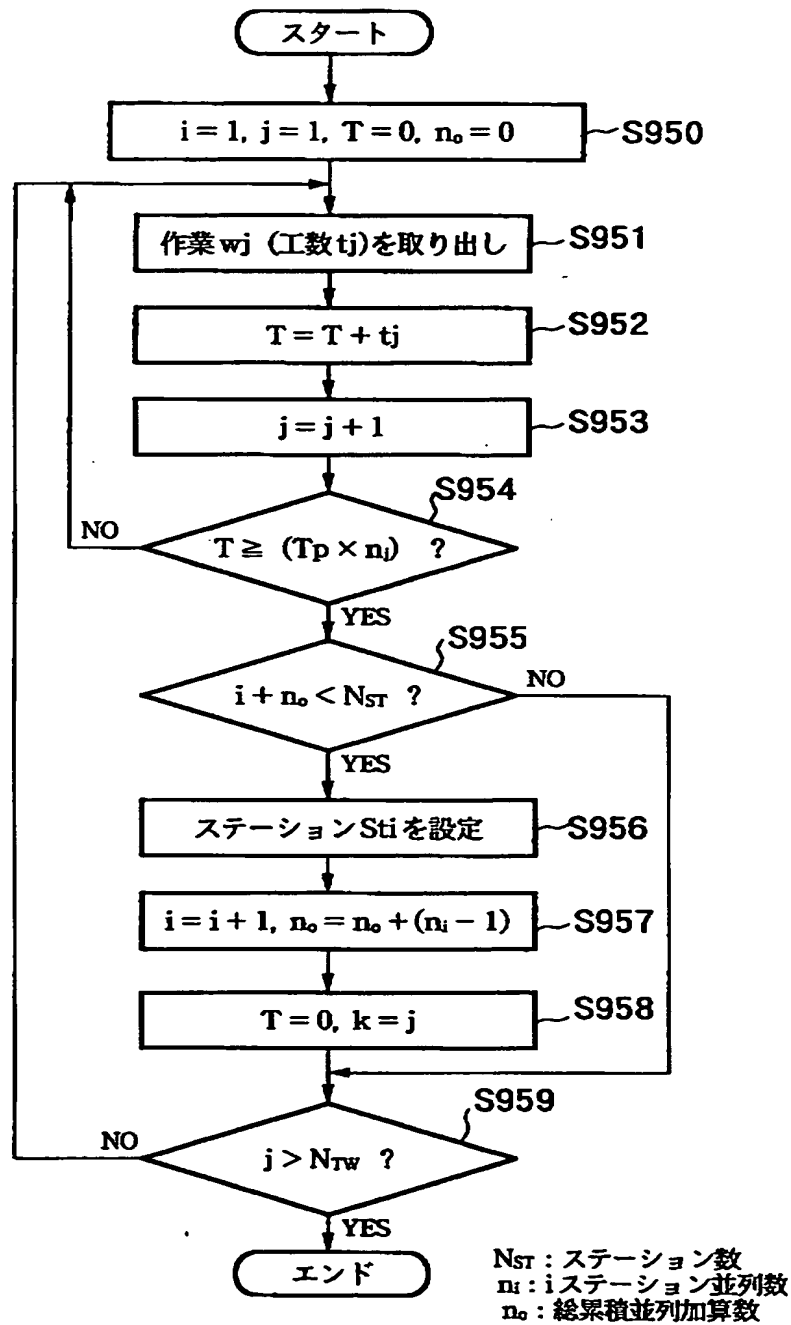 スタート
i = 1, j = 1, T = 0, n₀ = 0
S950
作業wj (工数tj)を取り出し
S951
T = T + tj
S952
j = j + 1
S953
S954
T ≧ (Tp × nᵢ) ?
NO
YES
S955
i + n₀ < N_ST ?
NO
YES
ステーションStiを設定
S956
i = i + 1, n₀ = n₀ + (nᵢ − 1)
S957
T = 0, k = j
S958
S959
j > N_TW ?
NO
YES
エンド
N_ST : ステーション数
nᵢ : iステーション並列数
n₀ : 総累積並列加算数